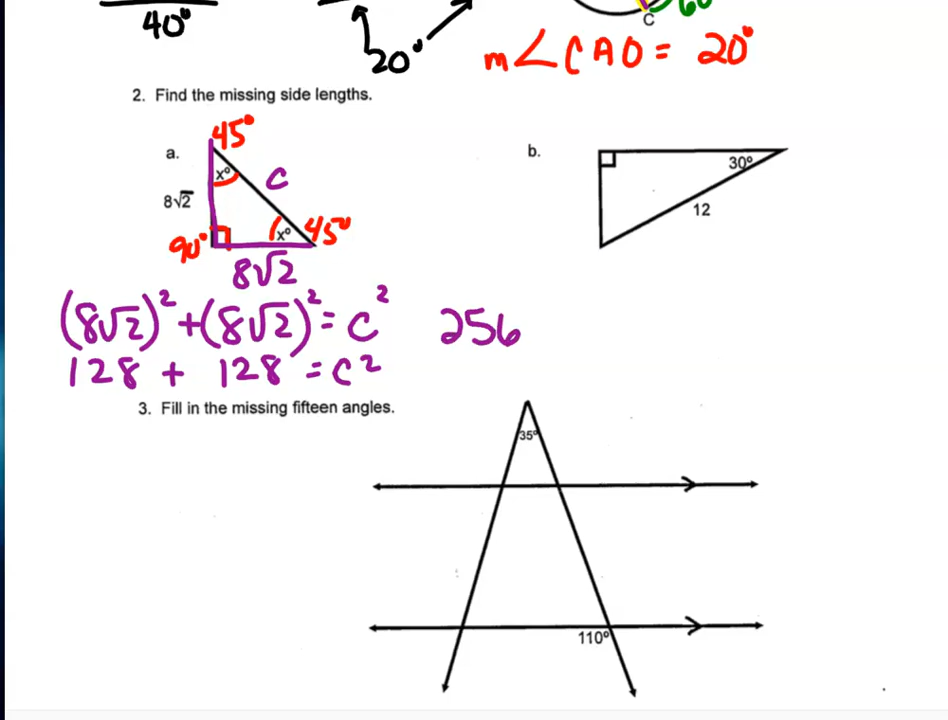 40°
20°
C
60
m∠CAO = 20°
2. Find the missing side lengths.
45°
a.
x°
C
8√2
90°
x°
45°
8√2
b.
30°
12
(8√2)² + (8√2)² = c²
256
128 + 128 = c²
3. Fill in the missing fifteen angles.
35°
110°